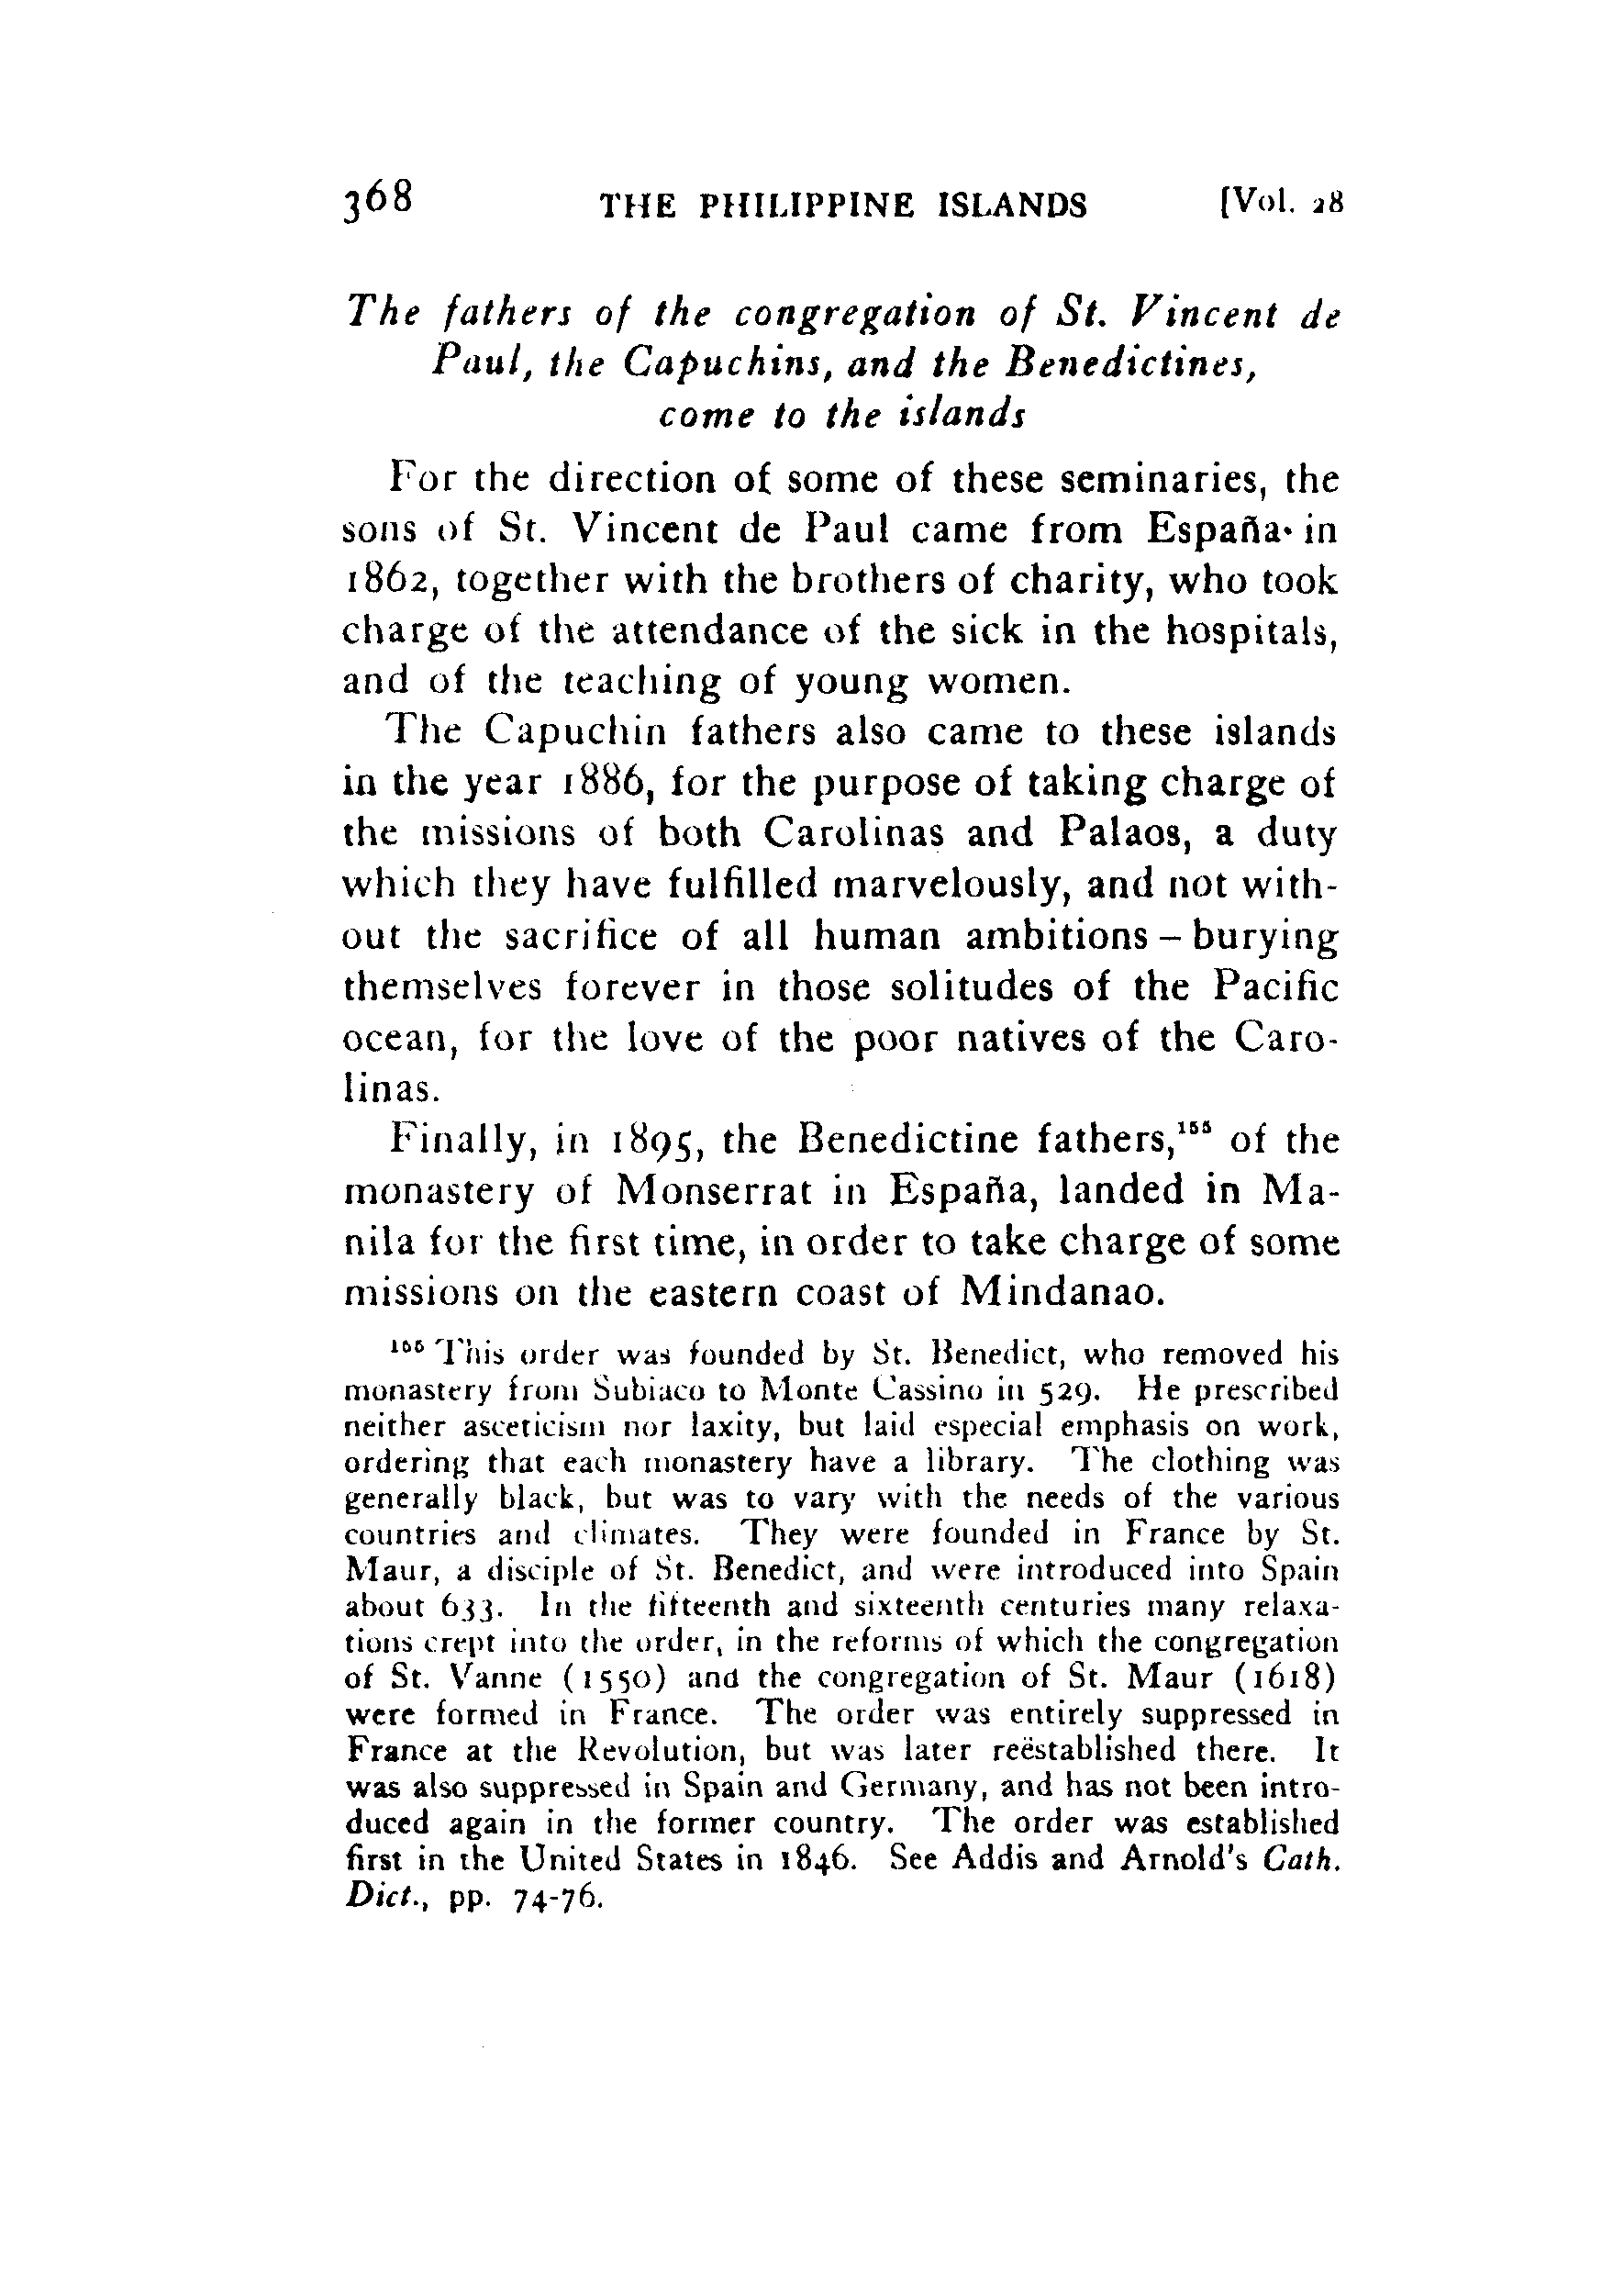 368 THE PHILIPPINE ISLANDS [Vol. 28
The fathers of the congregation of St. Vincent de
Paul, the Capuchins, and the Benedictines,
come to the islands
For the direction of some of these seminaries, the
sons of St. Vincent de Paul came from España in
1862, together with the brothers of charity, who took
charge of the attendance of the sick in the hospitals,
and of the teaching of young women.
The Capuchin fathers also came to these islands
in the year 1886, for the purpose of taking charge of
the missions of both Carolinas and Palaos, a duty
which they have fulfilled marvelously, and not with-
out the sacrifice of all human ambitions – burying
themselves forever in those solitudes of the Pacific
ocean, for the love of the poor natives of the Caro-
linas.
Finally, in 1895, the Benedictine fathers,¹⁵⁵ of the
monastery of Monserrat in España, landed in Ma-
nila for the first time, in order to take charge of some
missions on the eastern coast of Mindanao.
¹⁵⁵ This order was founded by St. Benedict, who removed his
monastery from Subiaco to Monte Cassino in 529. He prescribed
neither asceticism nor laxity, but laid especial emphasis on work,
ordering that each monastery have a library. The clothing was
generally black, but was to vary with the needs of the various
countries and climates. They were founded in France by St.
Maur, a disciple of St. Benedict, and were introduced into Spain
about 633. In the fifteenth and sixteenth centuries many relaxa-
tions crept into the order, in the reforms of which the congregation
of St. Vanne (1550) and the congregation of St. Maur (1618)
were formed in France. The order was entirely suppressed in
France at the Revolution, but was later reëstablished there. It
was also suppressed in Spain and Germany, and has not been intro-
duced again in the former country. The order was established
first in the United States in 1846. See Addis and Arnold's Cath.
Dict., pp. 74-76.